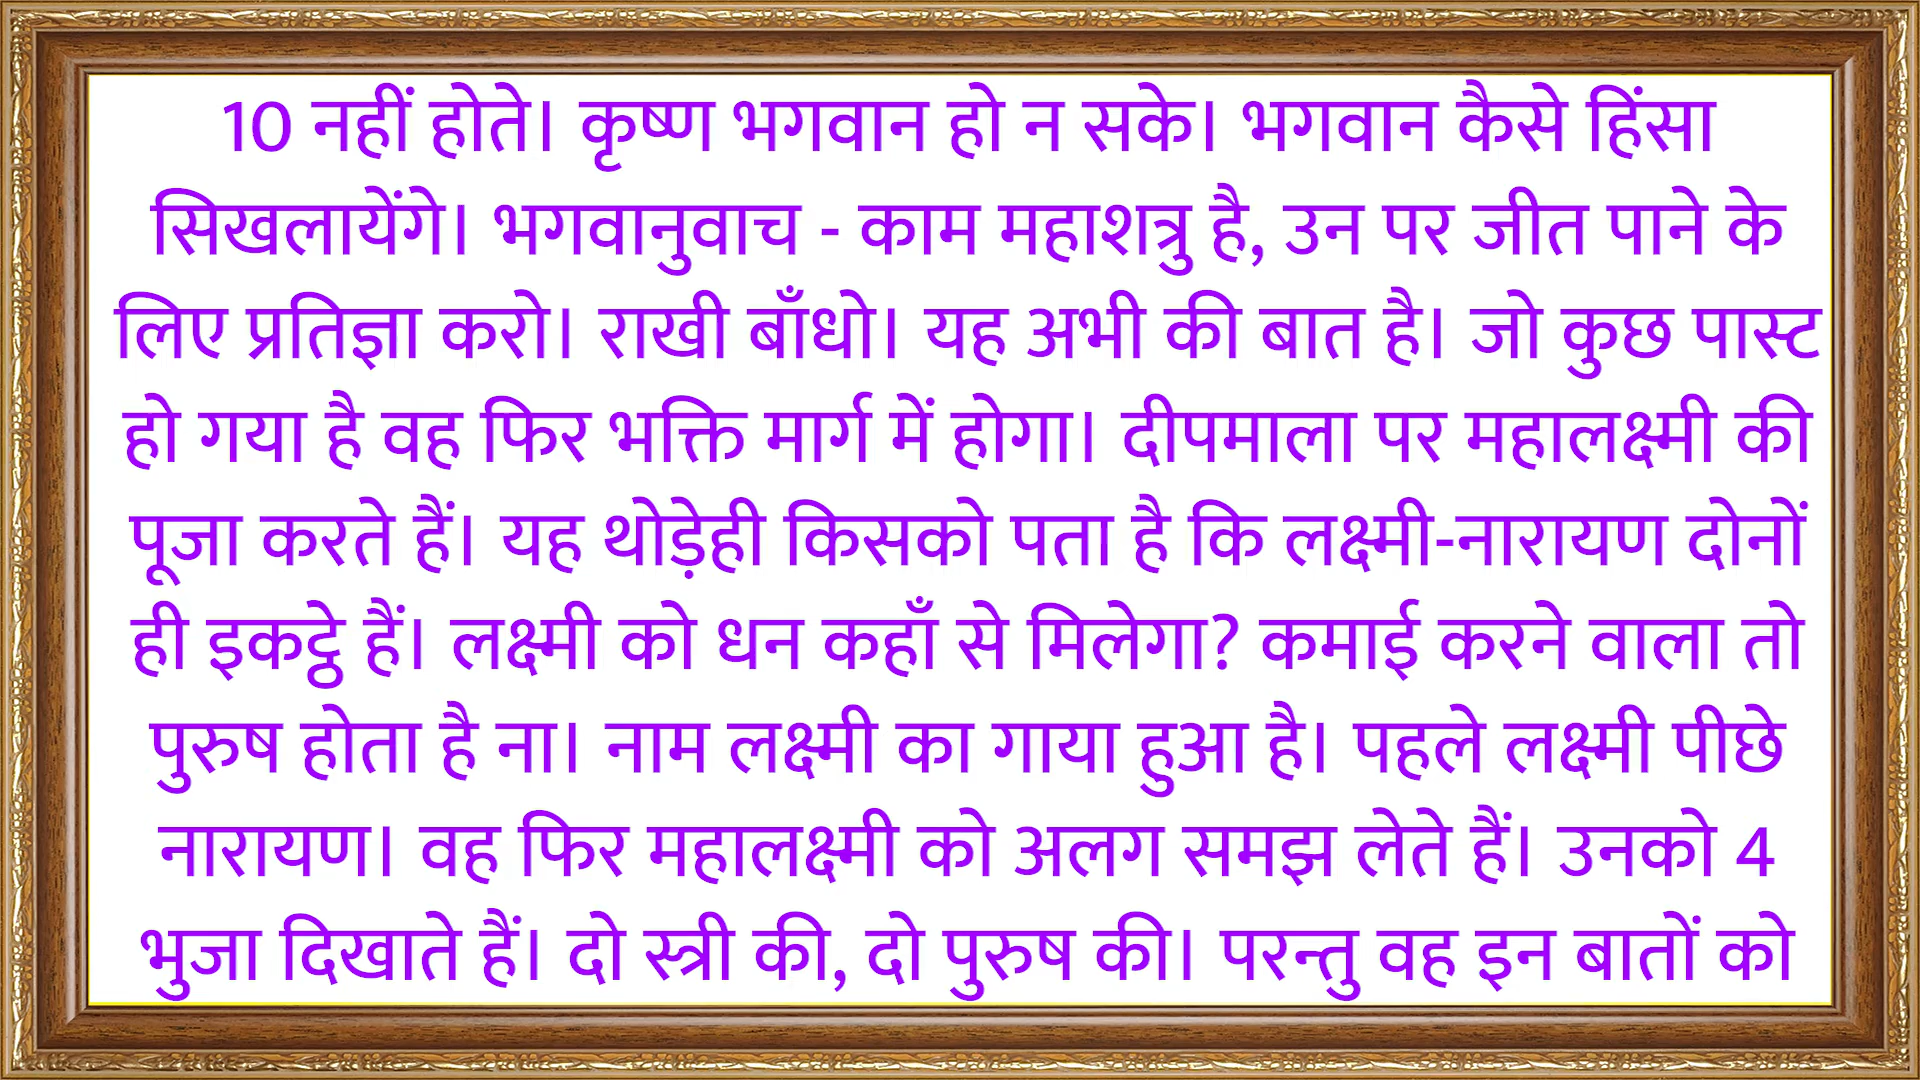 10 नहीं होते। कृष्ण भगवान हो न सके। भगवान कैसे हिंसा
सिखलायेंगे। भगवानुवाच - काम महाशत्रु है, उन पर जीत पाने के
लिए प्रतिज्ञा करो। राखी बाँधो। यह अभी की बात है। जो कुछ पास्ट
हो गया है वह फिर भक्ति मार्ग में होगा। दीपमाला पर महालक्ष्मी की
पूजा करते हैं। यह थोड़ेही किसको पता है कि लक्ष्मी-नारायण दोनों
ही इकट्ठे हैं। लक्ष्मी को धन कहाँ से मिलेगा? कमाई करने वाला तो
पुरुष होता है ना। नाम लक्ष्मी का गाया हुआ है। पहले लक्ष्मी पीछे
नारायण। वह फिर महालक्ष्मी को अलग समझ लेते हैं। उनको 4
भुजा दिखाते हैं। दो स्त्री की, दो पुरुष की। परन्तु वह इन बातों को